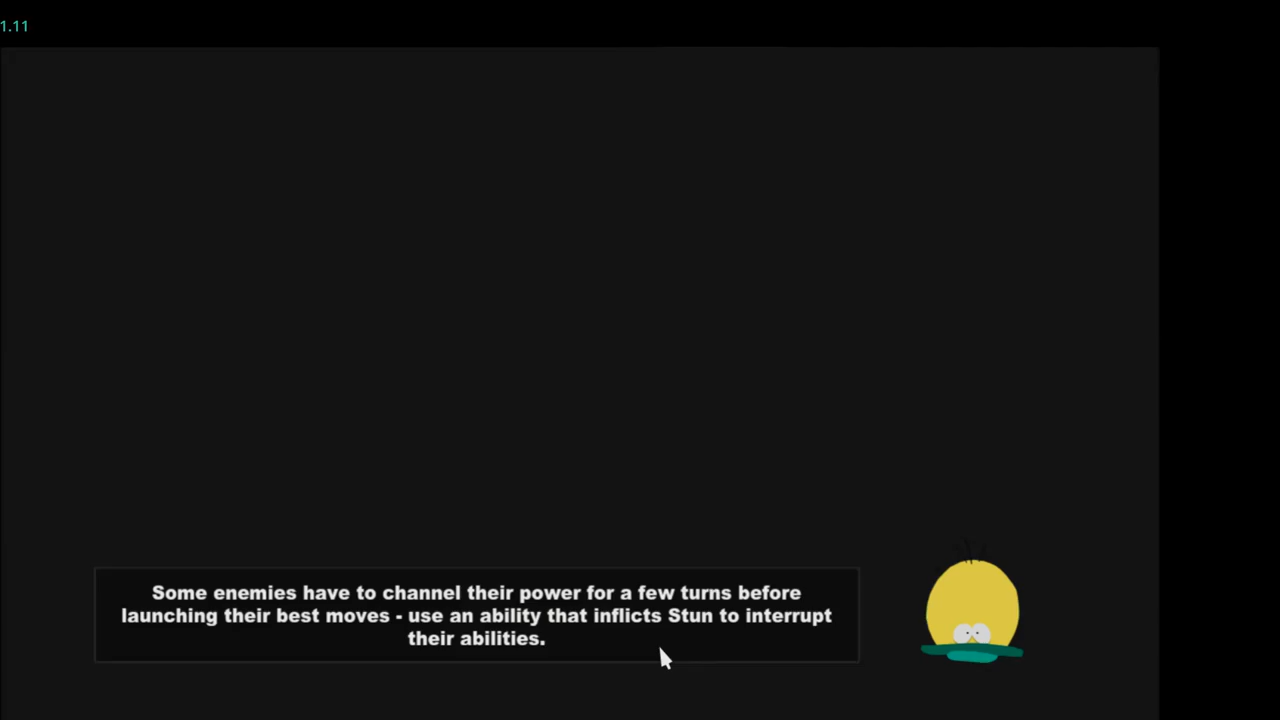 1.11
Some enemies have to channel their power for a few turns before
launching their best moves - use an ability that inflicts Stun to interrupt
their abilities.